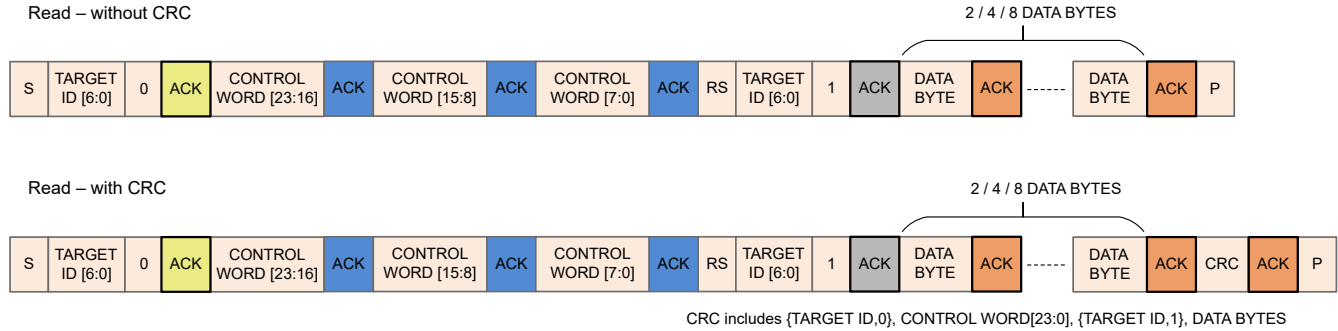 Read – without CRC
2 / 4 / 8 DATA BYTES
S TARGET ID [6:0] 0 ACK CONTROL WORD [23:16] ACK CONTROL WORD [15:8] ACK CONTROL WORD [7:0] ACK RS TARGET ID [6:0] 1 ACK DATA BYTE ACK ------ DATA BYTE ACK P
Read – with CRC
2 / 4 / 8 DATA BYTES
S TARGET ID [6:0] 0 ACK CONTROL WORD [23:16] ACK CONTROL WORD [15:8] ACK CONTROL WORD [7:0] ACK RS TARGET ID [6:0] 1 ACK DATA BYTE ACK ------ DATA BYTE ACK CRC ACK P
CRC includes {TARGET ID,0}, CONTROL WORD[23:0], {TARGET ID,1}, DATA BYTES